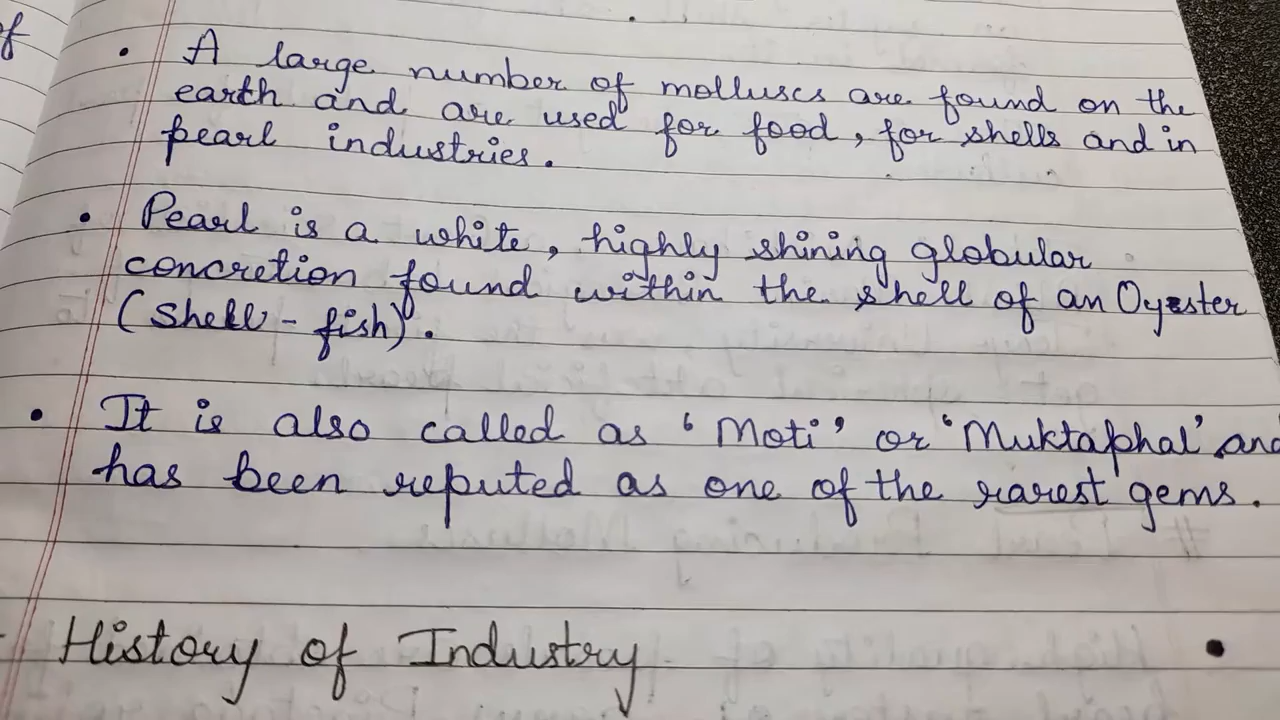 of
• A large number of molluscs are found on the
earth and are used for food, for shells and in
pearl industries.
• Pearl is a white, highly shining globular
concretion found within the shell of an Oyester
(Shell-fish).
• It is also called as 'Moti' or 'Muktaphal' and
has been reputed as one of the rarest gems.
History of Industry